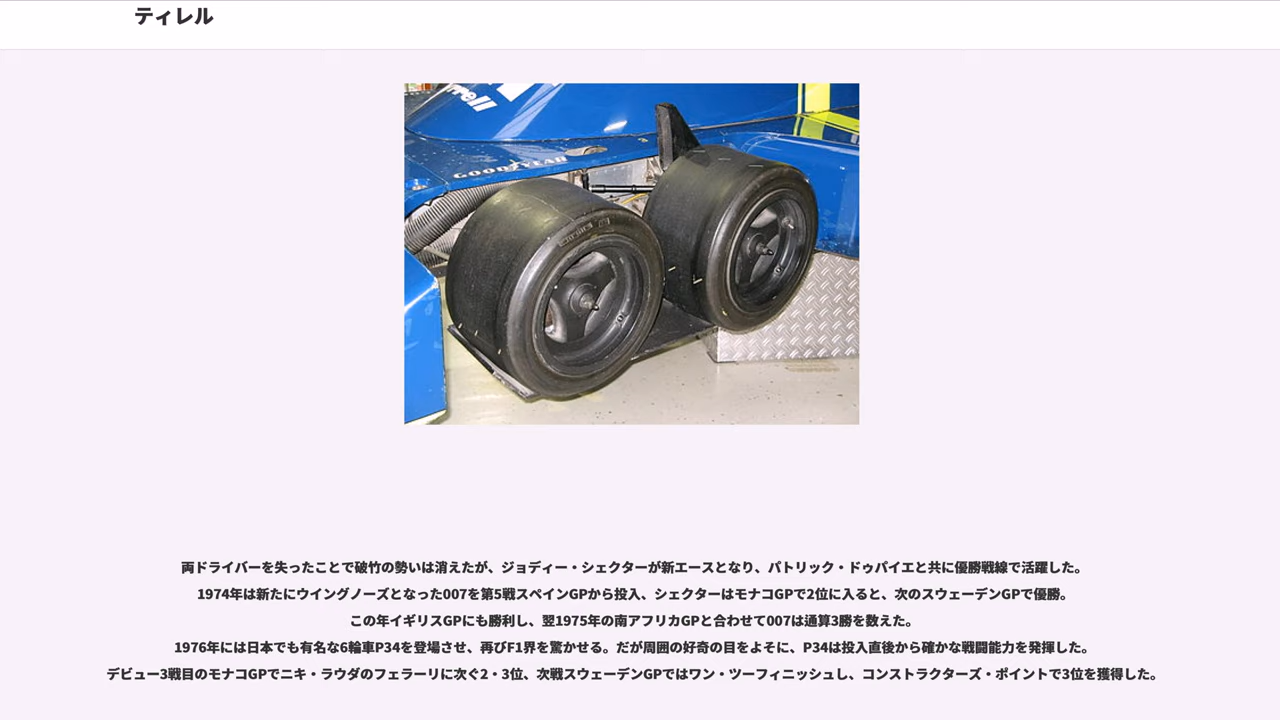 ティレル
rrell
GOODYEAR
両ドライバーを失ったことで破竹の勢いは消えたが、ジョディー・シェクターが新エースとなり、パトリック・ドゥパイエと共に優勝戦線で活躍した。
1974年は新たにウイングノーズとなった007を第5戦スペインGPから投入、シェクターはモナコGPで2位に入ると、次のスウェーデンGPで優勝。
この年イギリスGPにも勝利し、翌1975年の南アフリカGPと合わせて007は通算3勝を数えた。
1976年には日本でも有名な6輪車P34を登場させ、再びF1界を驚かせる。だが周囲の好奇の目をよそに、P34は投入直後から確かな戦闘能力を発揮した。
デビュー3戦目のモナコGPでニキ・ラウダのフェラーリに次ぐ2・3位、次戦スウェーデンGPではワン・ツーフィニッシュし、コンストラクターズ・ポイントで3位を獲得した。